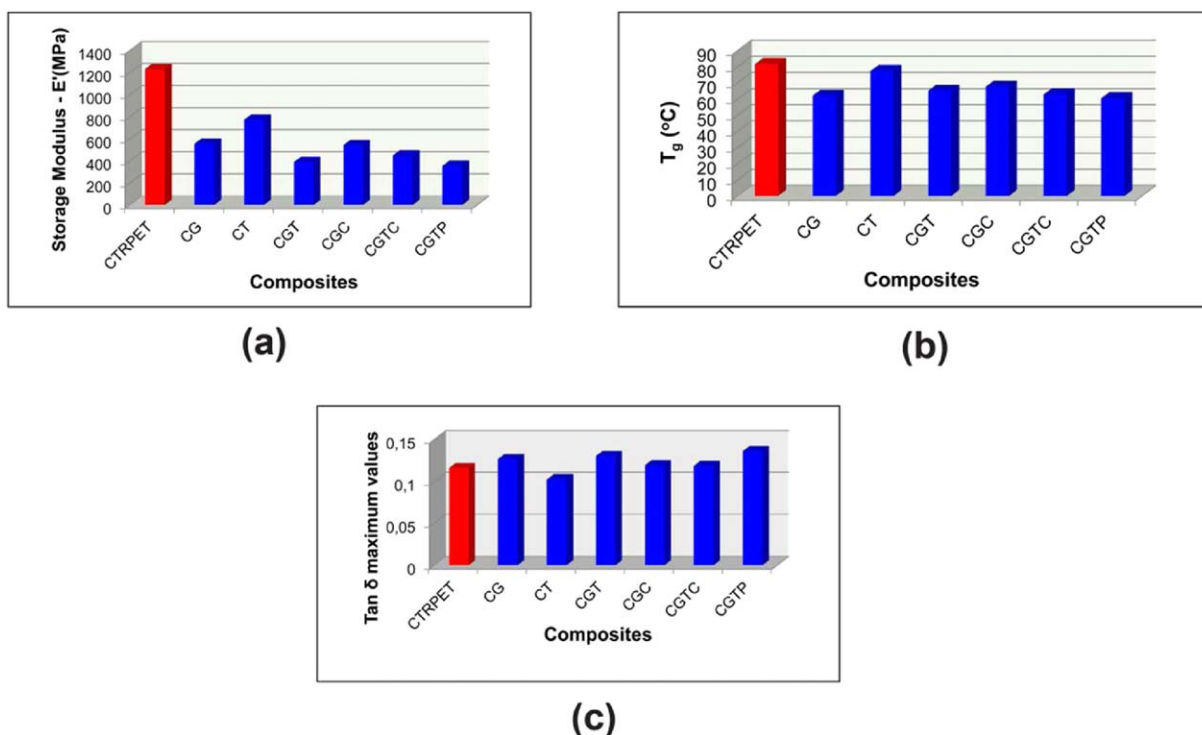 Storage Modulus - E'(MPa)
1400
1200
1000
800
600
400
200
0
CTRPET
CG
CT
CGT
CGC
CGTC
CGTP
Composites
(a)
Tg (°C)
90
80
70
60
50
40
30
20
10
0
CTRPET
CG
CT
CGT
CGC
CGTC
CGTP
Composites
(b)
Tan δ maximum values
0,15
0,1
0,05
0
CTRPET
CG
CT
CGT
CGC
CGTC
CGTP
Composites
(c)